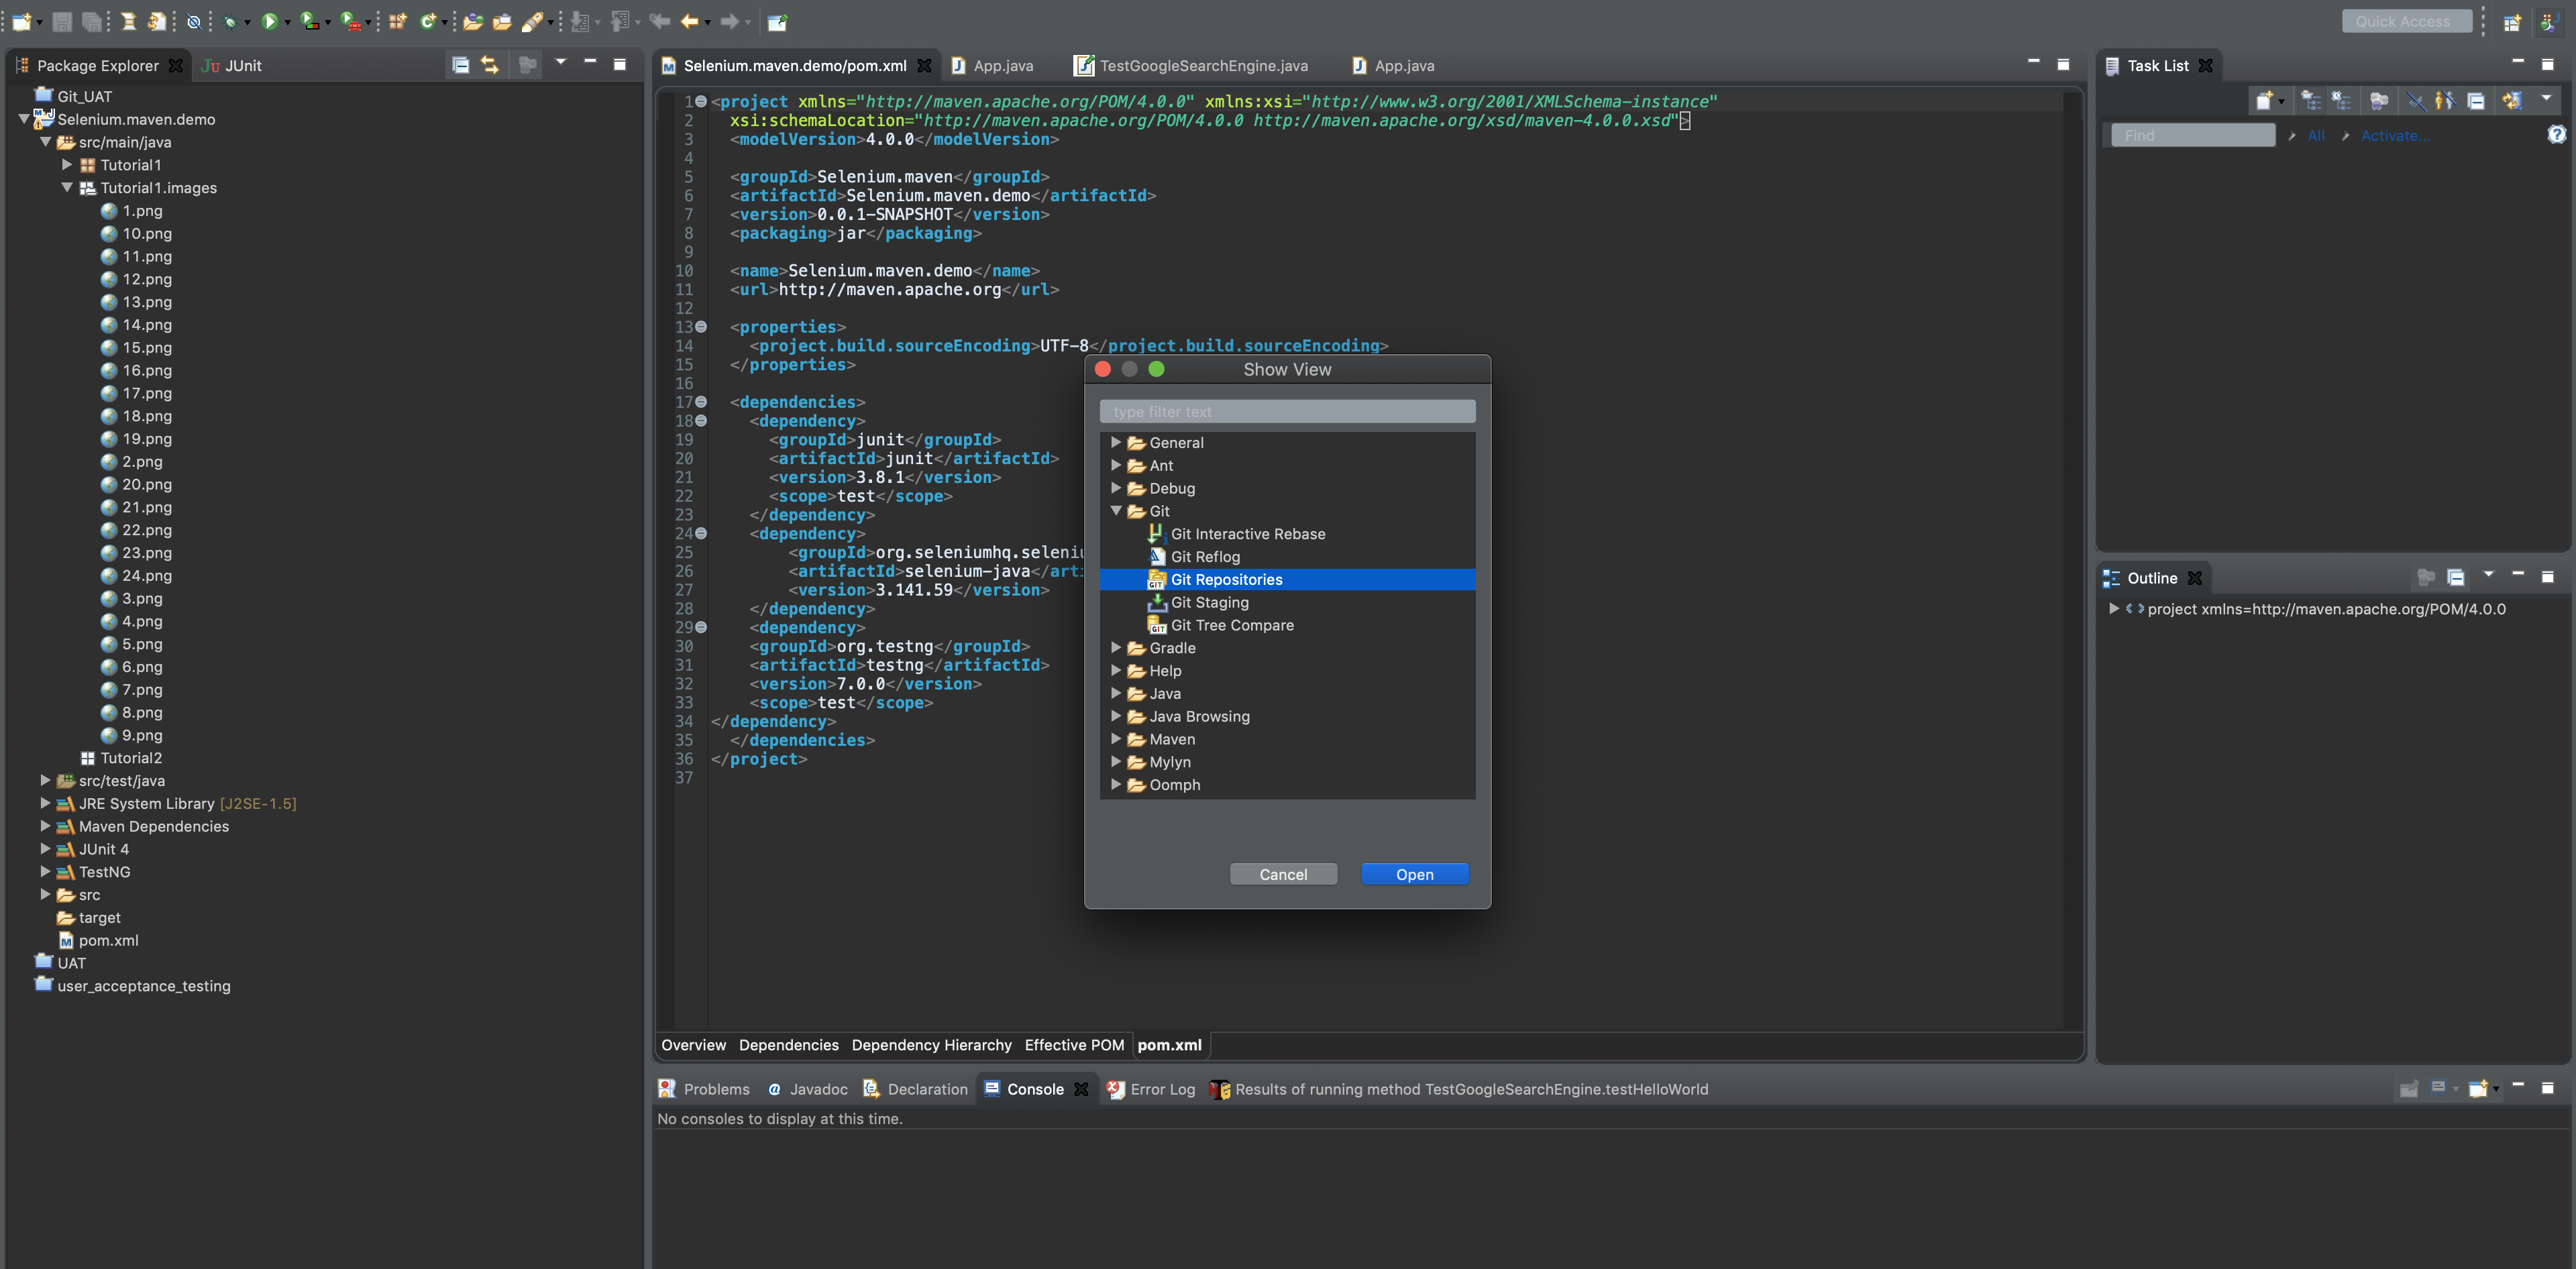 Quick Access
Package Explorer
JUnit
Git_UAT
Selenium.maven.demo
src/main/java
Tutorial1
Tutorial1.images
1.png
10.png
11.png
12.png
13.png
14.png
15.png
16.png
17.png
18.png
19.png
2.png
20.png
21.png
22.png
23.png
24.png
3.png
4.png
5.png
6.png
7.png
8.png
9.png
Tutorial2
src/test/java
JRE System Library [J2SE-1.5]
Maven Dependencies
JUnit 4
TestNG
src
target
pom.xml
UAT
user_acceptance_testing
Selenium.maven.demo/pom.xml
App.java
TestGoogleSearchEngine.java
App.java
1 <project xmlns="http://maven.apache.org/POM/4.0.0" xmlns:xsi="http://www.w3.org/2001/XMLSchema-instance"
2 xsi:schemaLocation="http://maven.apache.org/POM/4.0.0 http://maven.apache.org/xsd/maven-4.0.0.xsd">
3 <modelVersion>4.0.0</modelVersion>
4
5 <groupId>Selenium.maven</groupId>
6 <artifactId>Selenium.maven.demo</artifactId>
7 <version>0.0.1-SNAPSHOT</version>
8 <packaging>jar</packaging>
9
10 <name>Selenium.maven.demo</name>
11 <url>http://maven.apache.org</url>
12
13 <properties>
14 <project.build.sourceEncoding>UTF-8</project.build.sourceEncoding>
15 </properties>
16
17 <dependencies>
18 <dependency>
19 <groupId>junit</groupId>
20 <artifactId>junit</artifactId>
21 <version>3.8.1</version>
22 <scope>test</scope>
23 </dependency>
24 <dependency>
25 <groupId>org.seleniumhq.seleniu
26 <artifactId>selenium-java</arti
27 <version>3.141.59</version>
28 </dependency>
29 <dependency>
30 <groupId>org.testng</groupId>
31 <artifactId>testng</artifactId>
32 <version>7.0.0</version>
33 <scope>test</scope>
34 </dependency>
35 </dependencies>
36 </project>
37
Overview Dependencies Dependency Hierarchy Effective POM pom.xml
Show View
type filter text
General
Ant
Debug
Git
Git Interactive Rebase
Git Reflog
Git Repositories
Git Staging
Git Tree Compare
Gradle
Help
Java
Java Browsing
Maven
Mylyn
Oomph
Cancel Open
Task List
Find All Activate...
Outline
project xmlns=http://maven.apache.org/POM/4.0.0
Problems @ Javadoc Declaration Console Error Log Results of running method TestGoogleSearchEngine.testHelloWorld
No consoles to display at this time.